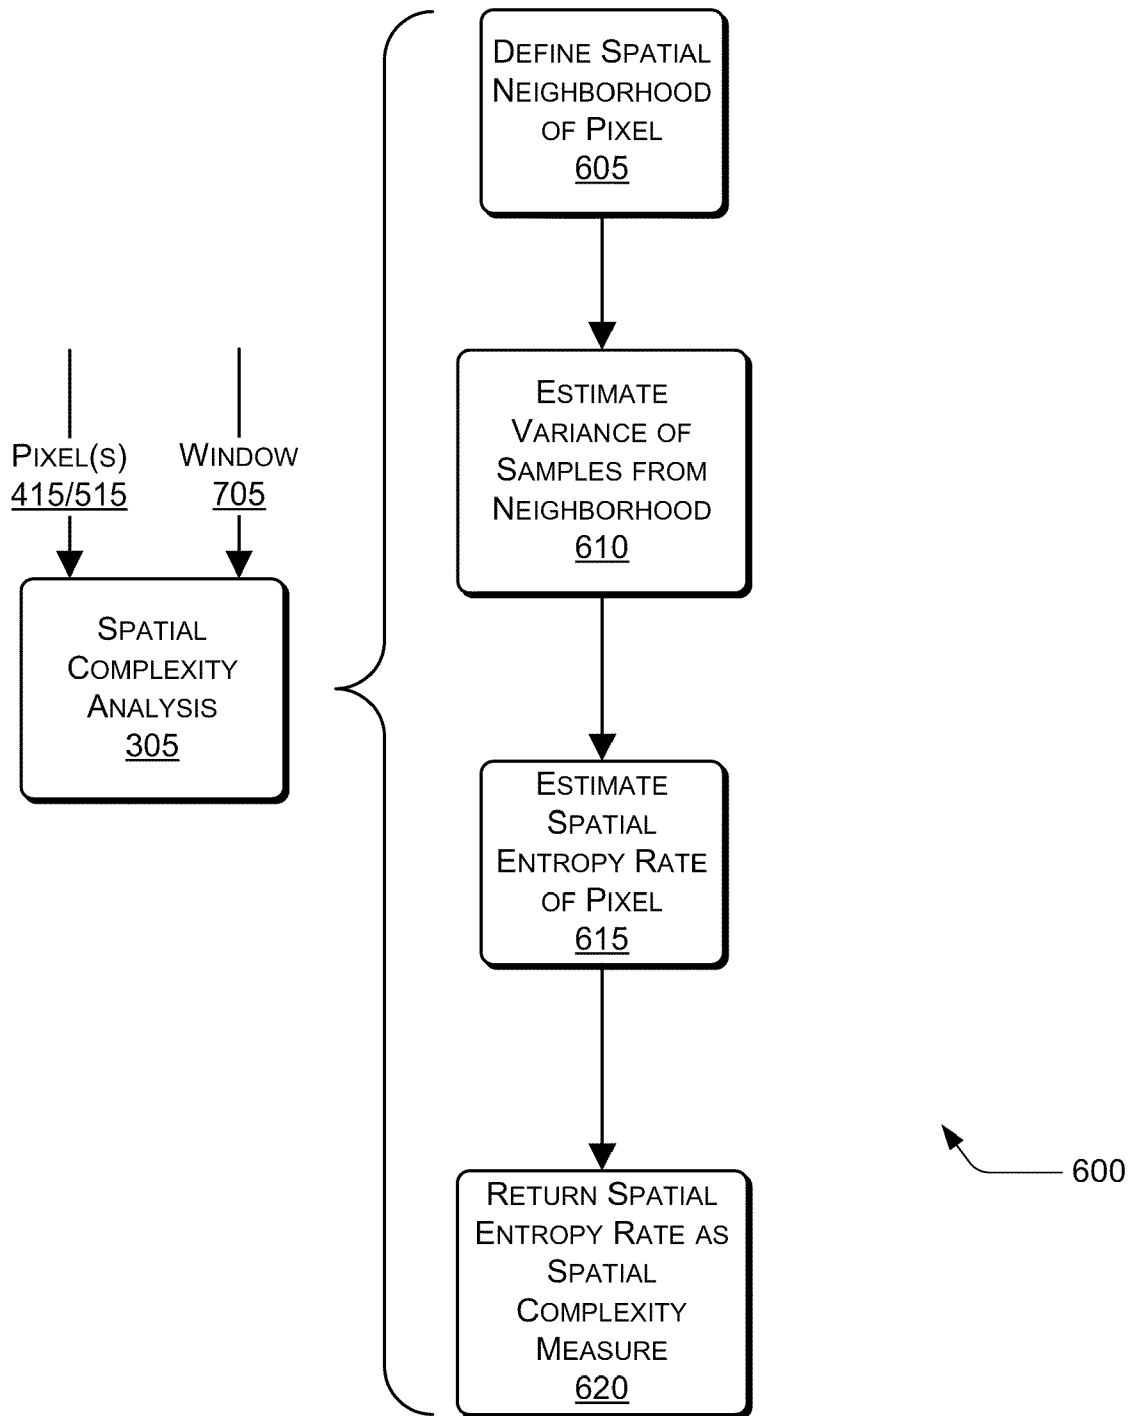 DEFINE SPATIAL
NEIGHBORHOOD
OF PIXEL
605
ESTIMATE
VARIANCE OF
SAMPLES FROM
NEIGHBORHOOD
610
PIXEL(S)
415/515
WINDOW
705
SPATIAL
COMPLEXITY
ANALYSIS
305
ESTIMATE
SPATIAL
ENTROPY RATE
OF PIXEL
615
600
RETURN SPATIAL
ENTROPY RATE AS
SPATIAL
COMPLEXITY
MEASURE
620